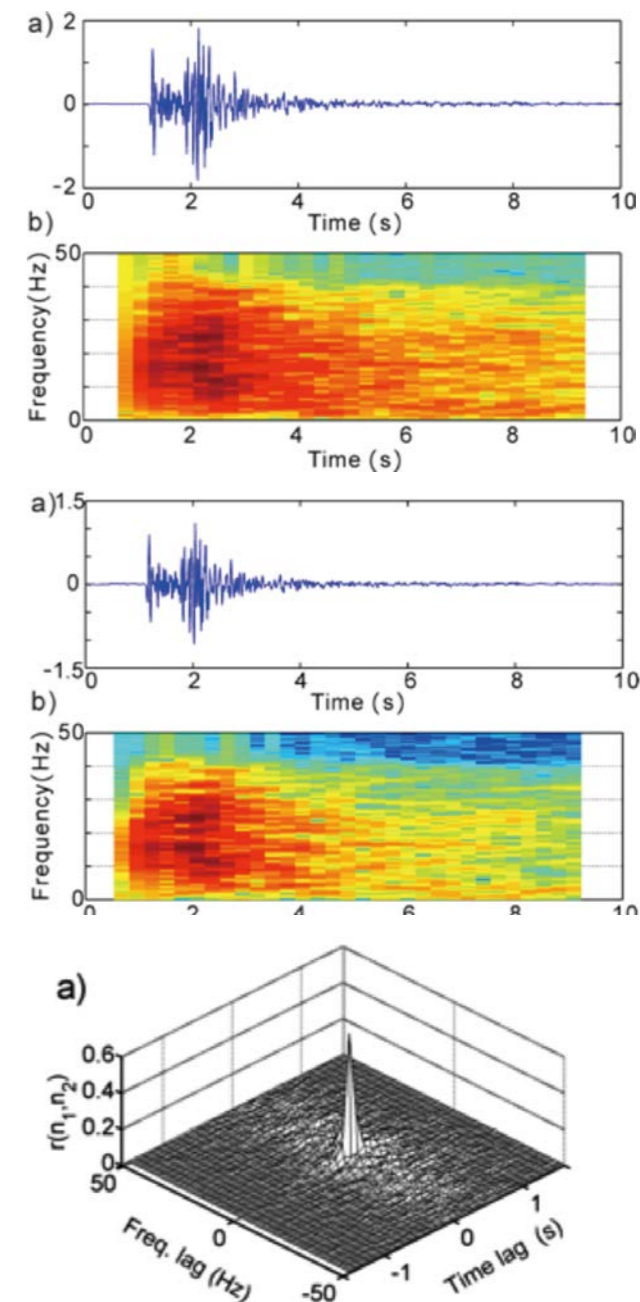 a) 2
0
-2
0 2 4 6 8 10
Time (s)
b)
50
Frequency(Hz)
0
0 2 4 6 8 10
Time (s)
a) 1.5
0
-1.5
0 2 4 6 8 10
Time (s)
b)
50
Frequency(Hz)
0
0 2 4 6 8 10
a)
r(n1,n2)
0.6
0.4
0.2
0
50
0
-50
Freq. lag (Hz)
-1
0
1
Time lag (s)